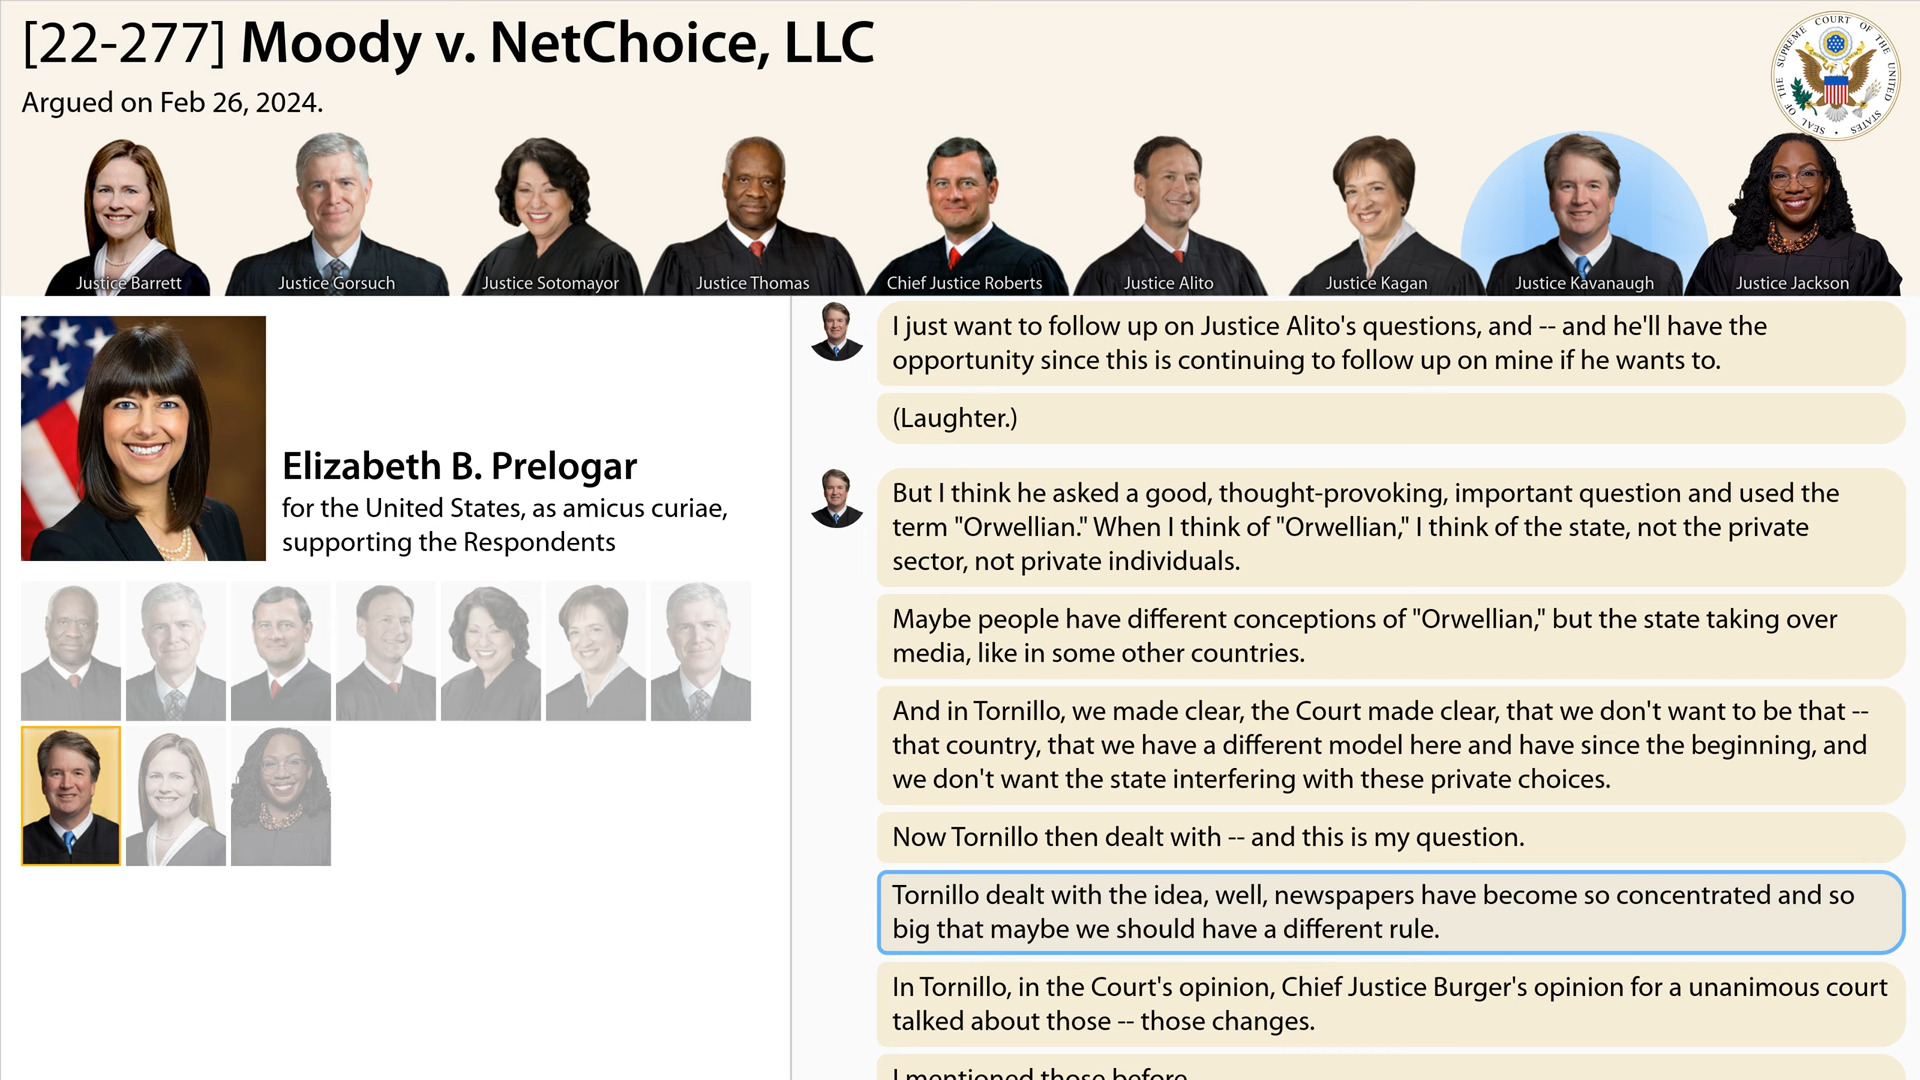 [22-277] Moody v. NetChoice, LLC
Argued on Feb 26, 2024.
SEAL OF THE SUPREME COURT OF THE UNITED STATES
Justice Barrett
Justice Gorsuch
Justice Sotomayor
Justice Thomas
Chief Justice Roberts
Justice Alito
Justice Kagan
Justice Kavanaugh
Justice Jackson
Elizabeth B. Prelogar
for the United States, as amicus curiae,
supporting the Respondents
I just want to follow up on Justice Alito's questions, and -- and he'll have the
opportunity since this is continuing to follow up on mine if he wants to.
(Laughter.)
But I think he asked a good, thought-provoking, important question and used the
term "Orwellian." When I think of "Orwellian," I think of the state, not the private
sector, not private individuals.
Maybe people have different conceptions of "Orwellian," but the state taking over
media, like in some other countries.
And in Tornillo, we made clear, the Court made clear, that we don't want to be that --
that country, that we have a different model here and have since the beginning, and
we don't want the state interfering with these private choices.
Now Tornillo then dealt with -- and this is my question.
Tornillo dealt with the idea, well, newspapers have become so concentrated and so
big that maybe we should have a different rule.
In Tornillo, in the Court's opinion, Chief Justice Burger's opinion for a unanimous court
talked about those -- those changes.
I mentioned those before.